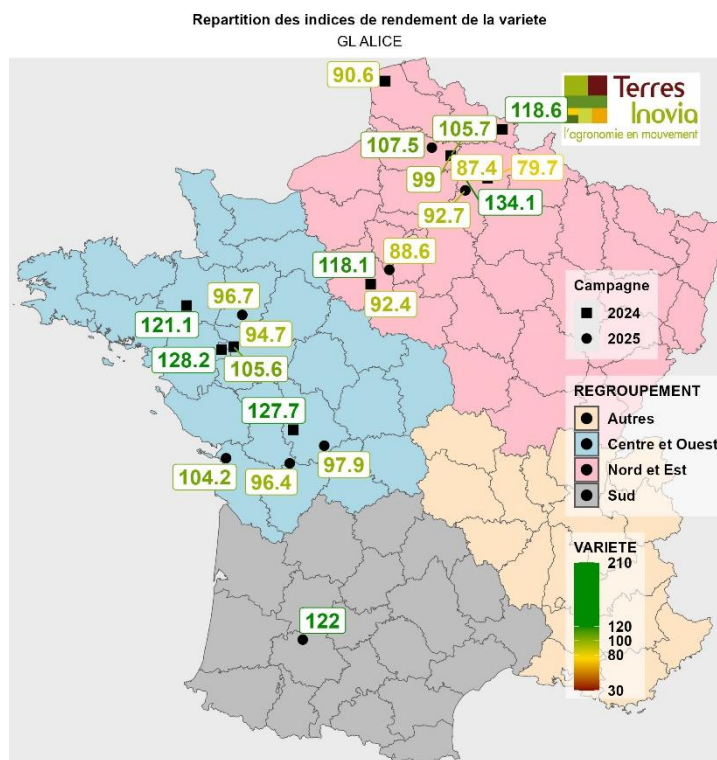 Repartition des indices de rendement de la variete
GL ALICE
90.6
Terres
Inovia
l'agronomie en mouvement
118.6
105.7
107.5
99
87.4
79.7
92.7
134.1
88.6
118.1
92.4
96.7
121.1
94.7
128.2
105.6
127.7
104.2
96.4
97.9
122
Campagne
2024
2025
REGROUPEMENT
Autres
Centre et Ouest
Nord et Est
Sud
VARIETE
210
120
100
80
30